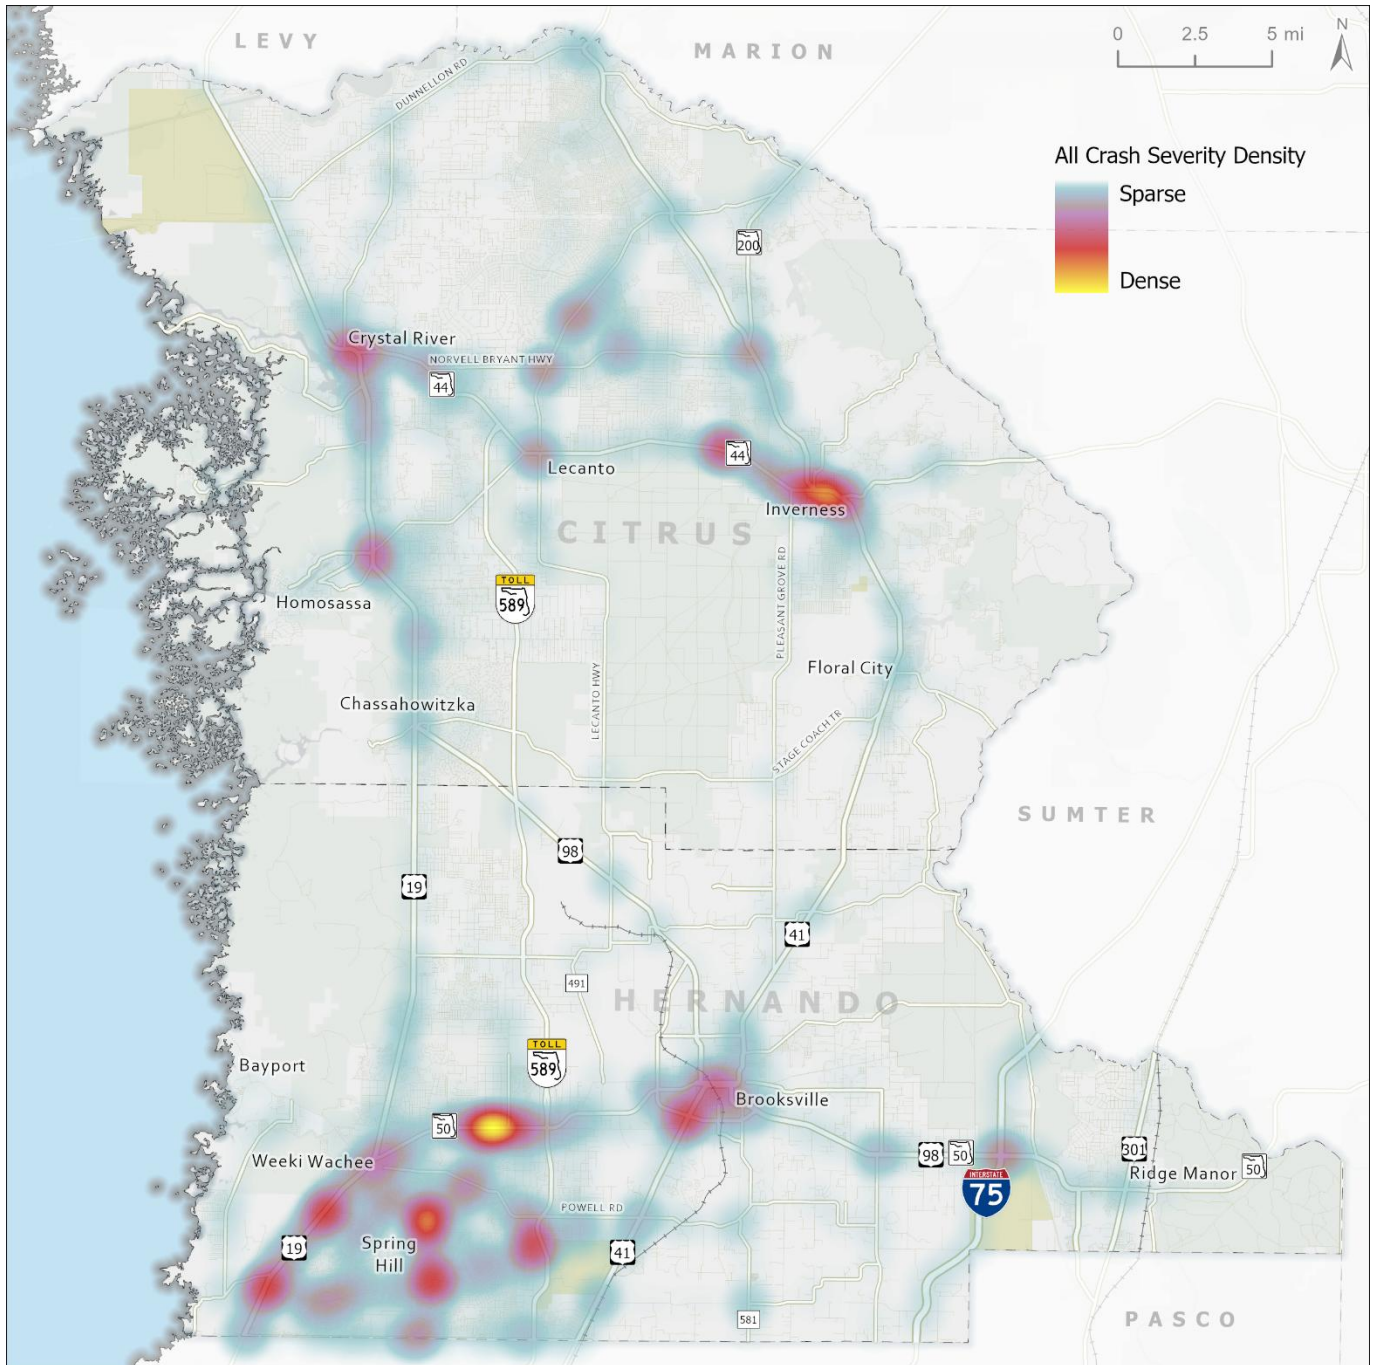 LEVY
MARION
0 2.5 5 mi
N
DUNNELLON RD
All Crash Severity Density
Sparse
Dense
200
Crystal River
NORVELL BRYANT HWY
44
44
Lecanto
Inverness
CITRUS
PLEASANT GROVE RD
TOLL
589
Homosassa
Floral City
LECANTO HWY
Chassahowitzka
STAGE COACH TR
SUMTER
98
19
41
491
HERNANDO
TOLL
589
Bayport
Brooksville
50
98
50
301
Weeki Wachee
Ridge Manor
50
INTERSTATE
75
POWELL RD
19
Spring
Hill
41
581
PASCO